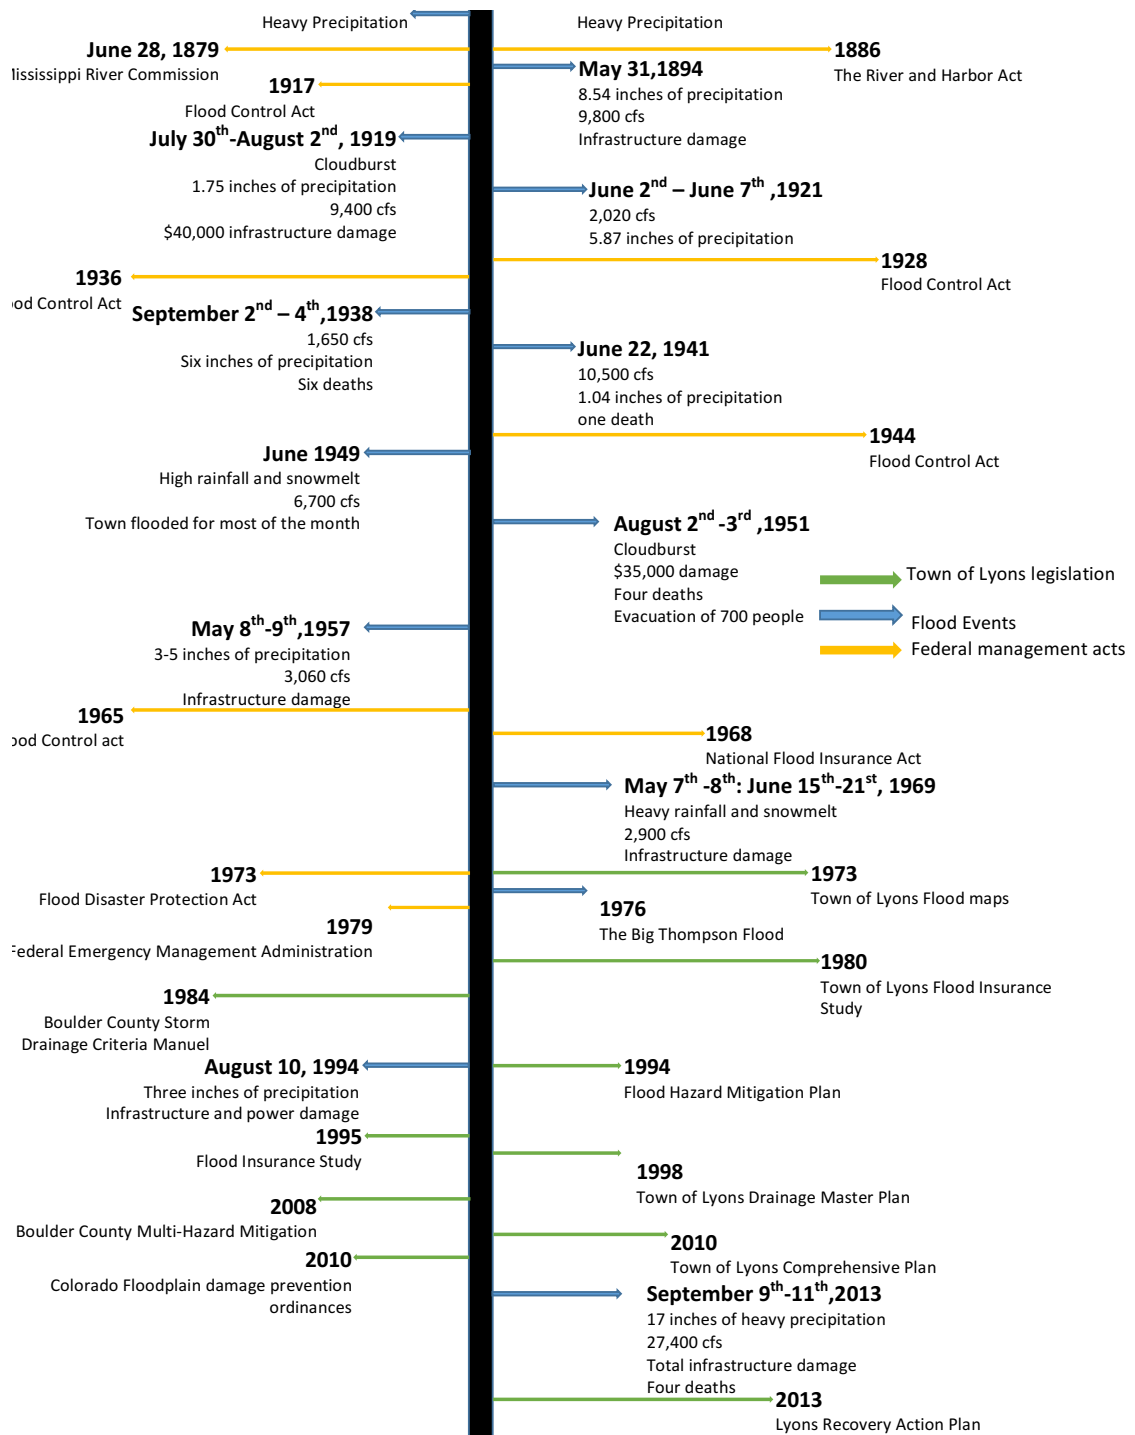 Heavy Precipitation
Heavy Precipitation
June 28, 1879
Mississippi River Commission
1886
The River and Harbor Act
May 31,1894
8.54 inches of precipitation
9,800 cfs
Infrastructure damage
1917
Flood Control Act
July 30th-August 2nd, 1919
Cloudburst
1.75 inches of precipitation
9,400 cfs
$40,000 infrastructure damage
June 2nd – June 7th ,1921
2,020 cfs
5.87 inches of precipitation
1928
Flood Control Act
1936
ood Control Act
September 2nd – 4th,1938
1,650 cfs
Six inches of precipitation
Six deaths
June 22, 1941
10,500 cfs
1.04 inches of precipitation
one death
1944
Flood Control Act
June 1949
High rainfall and snowmelt
6,700 cfs
Town flooded for most of the month
August 2nd -3rd ,1951
Cloudburst
$35,000 damage
Four deaths
Evacuation of 700 people
Town of Lyons legislation
Flood Events
Federal management acts
May 8th-9th,1957
3-5 inches of precipitation
3,060 cfs
Infrastructure damage
1965
ood Control act
1968
National Flood Insurance Act
May 7th -8th: June 15th-21st, 1969
Heavy rainfall and snowmelt
2,900 cfs
Infrastructure damage
1973
Flood Disaster Protection Act
1973
Town of Lyons Flood maps
1976
The Big Thompson Flood
1979
Federal Emergency Management Administration
1980
Town of Lyons Flood Insurance
Study
1984
Boulder County Storm
Drainage Criteria Manuel
August 10, 1994
Three inches of precipitation
Infrastructure and power damage
1994
Flood Hazard Mitigation Plan
1995
Flood Insurance Study
1998
Town of Lyons Drainage Master Plan
2008
Boulder County Multi-Hazard Mitigation
2010
Town of Lyons Comprehensive Plan
2010
Colorado Floodplain damage prevention
ordinances
September 9th-11th,2013
17 inches of heavy precipitation
27,400 cfs
Total infrastructure damage
Four deaths
2013
Lyons Recovery Action Plan